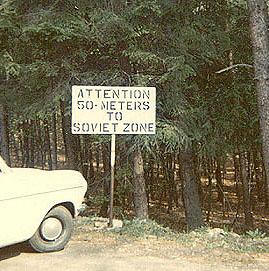 ATTENTION
50-METERS
TO
SOVIET ZONE